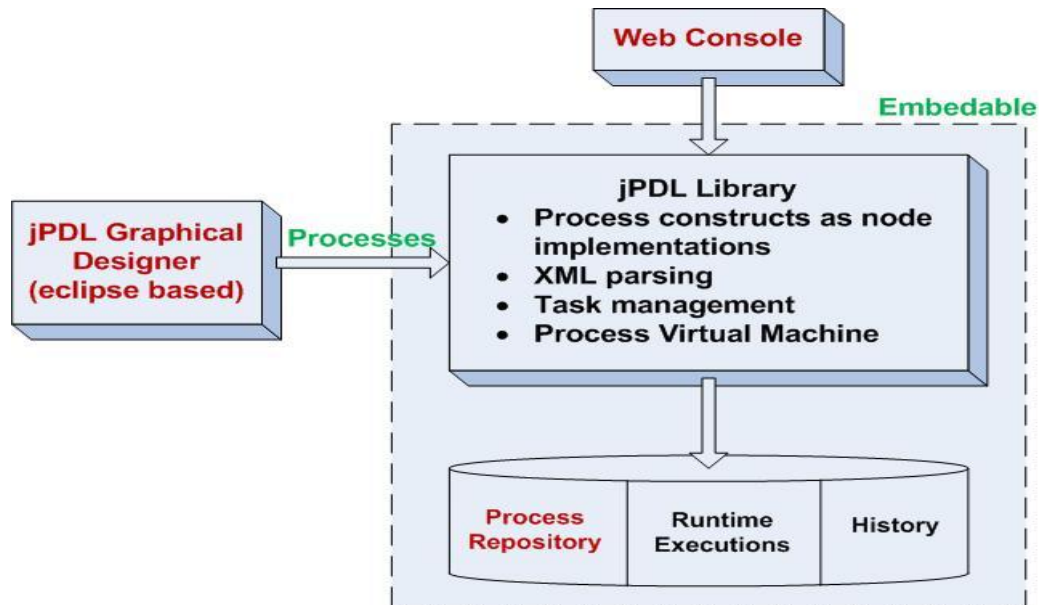 Web Console
Embedable
jPDL Library
• Process constructs as node
implementations
• XML parsing
• Task management
• Process Virtual Machine
jPDL Graphical
Designer
(eclipse based)
Processes
Process
Repository
Runtime
Executions
History